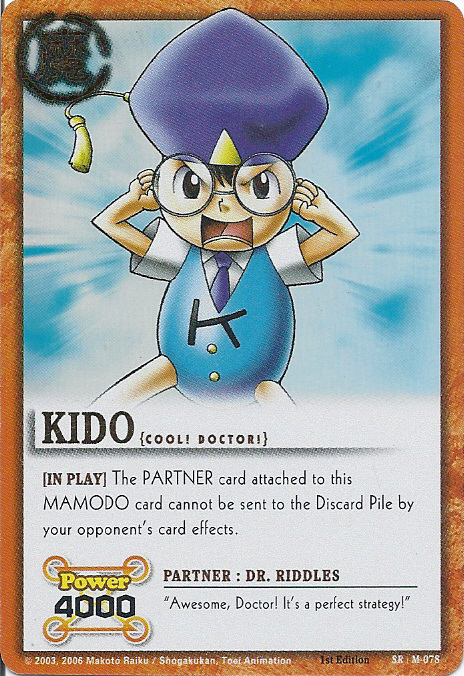 魔
K
KIDO {COOL! DOCTOR!}
[IN PLAY] The PARTNER card attached to this
MAMODO card cannot be sent to the Discard Pile by
your opponent's card effects.
Power
4000
PARTNER : DR. RIDDLES
"Awesome, Doctor! It's a perfect strategy!"
© 2003, 2006 Makoto Raiku / Shogakukan, Toei Animation 1st Edition SR : M-078